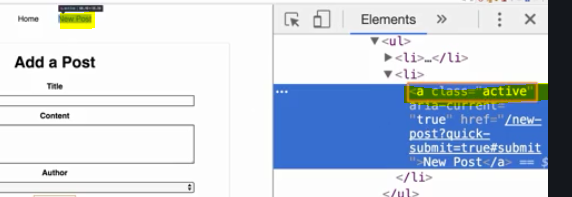 Home
New Post
Add a Post
Title
Content
Author
Elements
»
▼<ul>
▶<li>…</li>
▼<li>
<a class="active"
aria-current=
"true" href="/new-
post?quick-
submit=true#submit"
>New Post</a> == $
</li>
</ul>